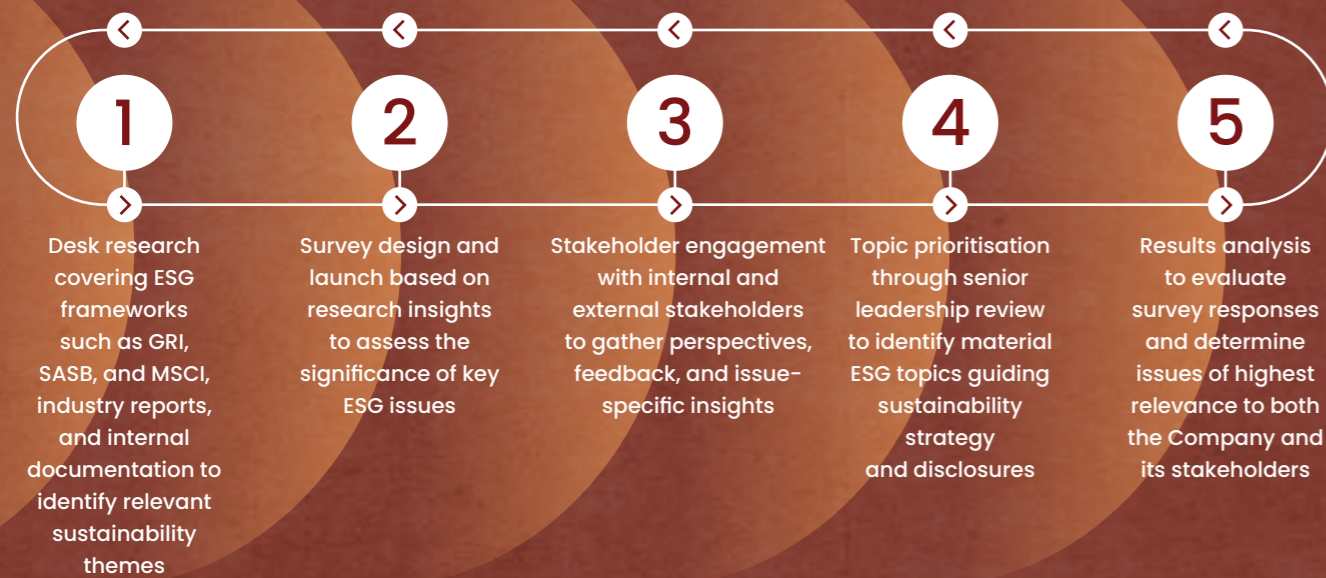 1
Desk research
covering ESG
frameworks
such as GRI,
SASB, and MSCI,
industry reports,
and internal
documentation to
identify relevant
sustainability
themes
2
Survey design and
launch based on
research insights
to assess the
significance of key
ESG issues
3
Stakeholder engagement
with internal and
external stakeholders
to gather perspectives,
feedback, and issue-
specific insights
4
Topic prioritisation
through senior
leadership review
to identify material
ESG topics guiding
sustainability
strategy
and disclosures
5
Results analysis
to evaluate
survey responses
and determine
issues of highest
relevance to both
the Company and
its stakeholders